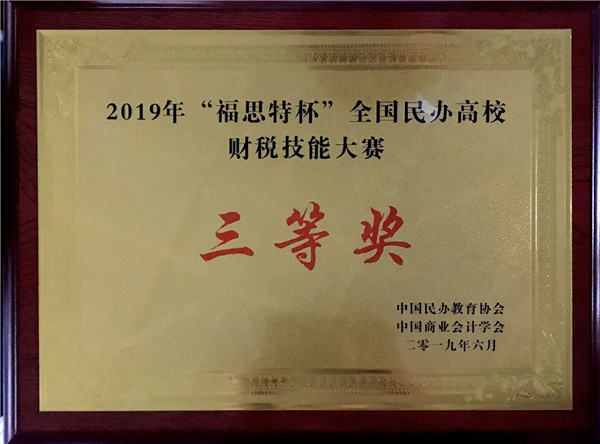 2019年“福思特杯”全国民办高校
财税技能大赛
三等奖
中国民办教育协会
中国商业会计学会
二零一九年六月